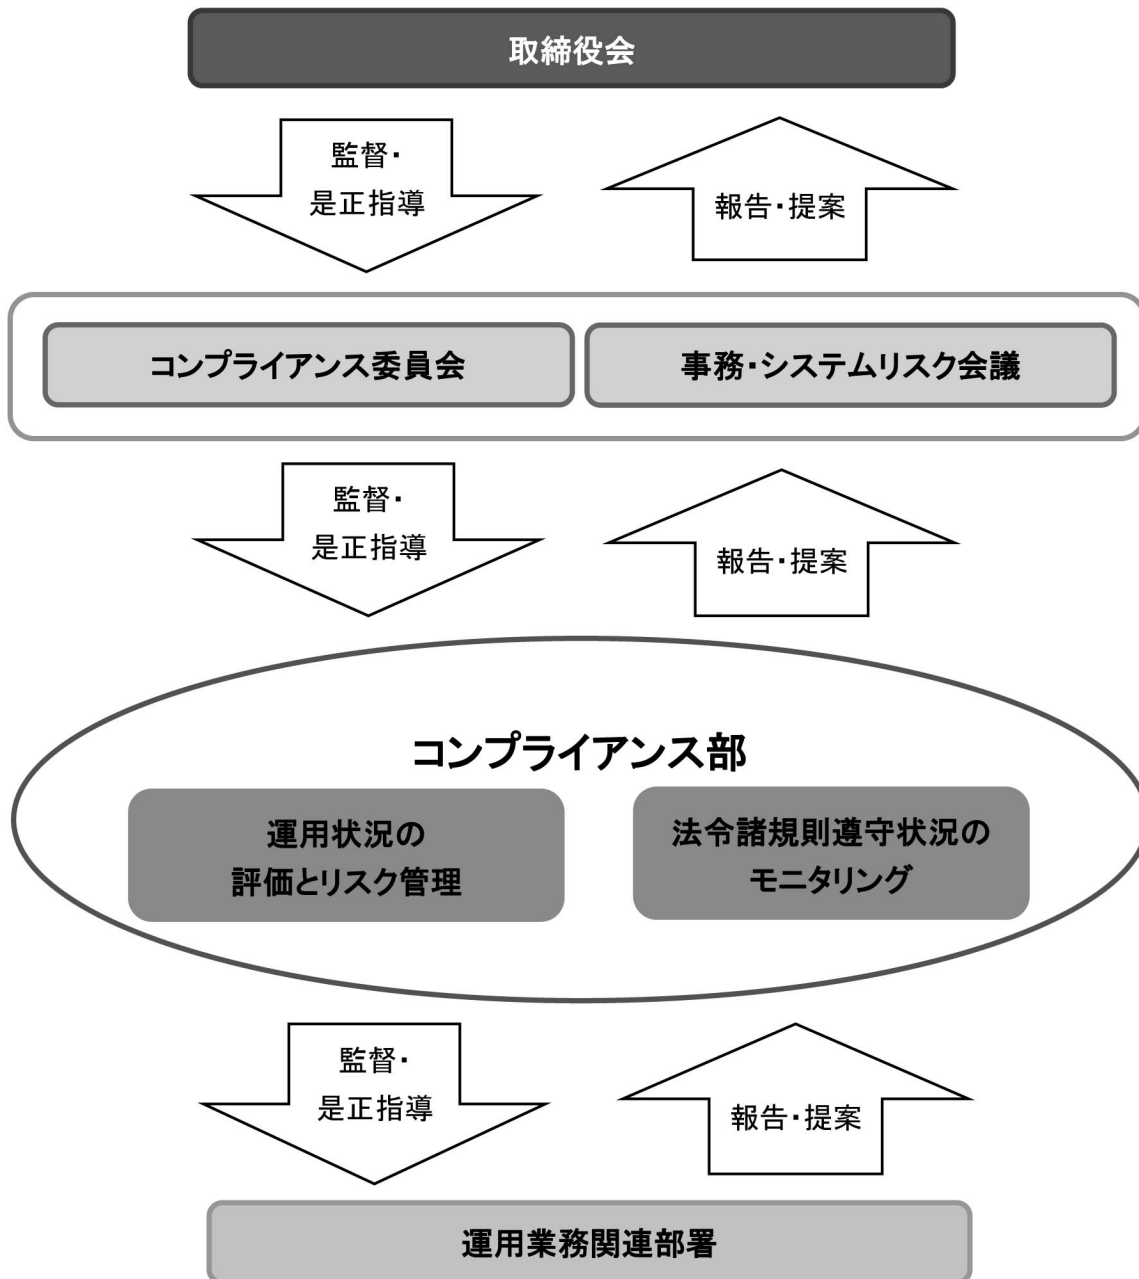 取締役会
監督・
是正指導
報告・提案
コンプライアンス委員会
事務・システムリスク会議
監督・
是正指導
報告・提案
コンプライアンス部
運用状況の
評価とリスク管理
法令諸規則遵守状況の
モニタリング
監督・
是正指導
報告・提案
運用業務関連部署